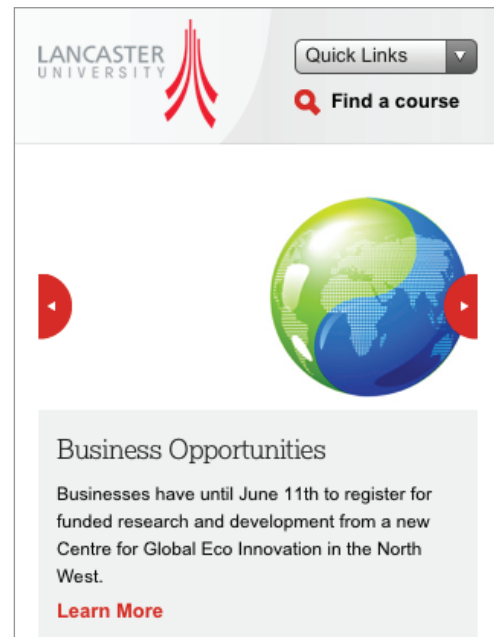 LANCASTER
UNIVERSITY
Quick Links
Find a course
Business Opportunities
Businesses have until June 11th to register for
funded research and development from a new
Centre for Global Eco Innovation in the North
West.
Learn More